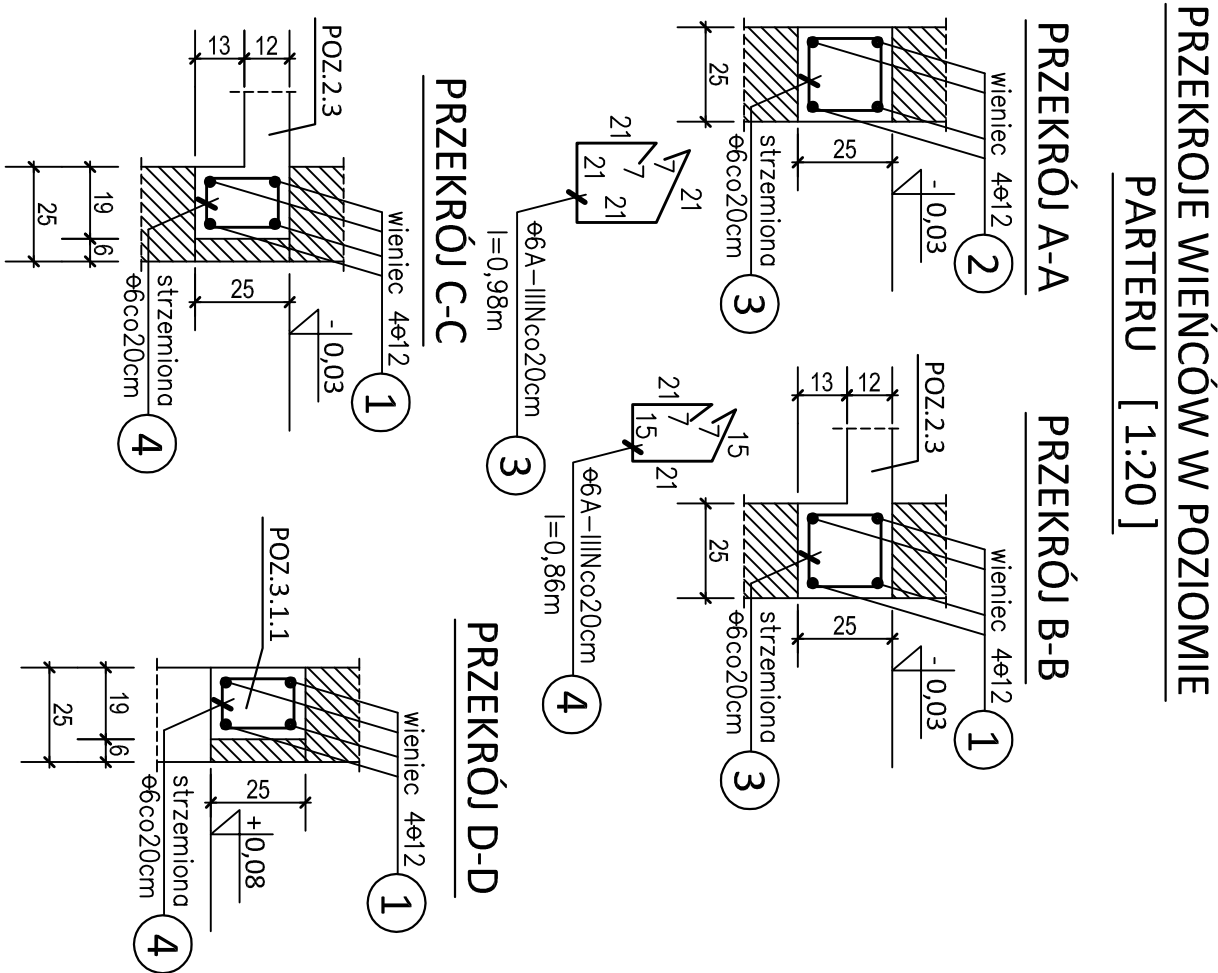 PRZEKROJE WIEŃCÓW W POZIOMIE
PARTERU [ 1:20 ]
PRZEKRÓJ A-A
wieniec 4ϕ12
2
-0,03
25
25
strzemiona
ϕ6co20cm
3
PRZEKRÓJ B-B
POZ.2.3
wieniec 4ϕ12
1
-0,03
12
13
25
25
strzemiona
ϕ6co20cm
3
21
7
7
21
21
21
ϕ6A-IIINco20cm
l=0,98m
3
21
7
7
15
15
21
ϕ6A-IIINco20cm
l=0,86m
4
PRZEKRÓJ C-C
POZ.2.3
wieniec 4ϕ12
1
-0,03
12
13
25
19
6
25
strzemiona
ϕ6co20cm
4
PRZEKRÓJ D-D
POZ.3.1.1
wieniec 4ϕ12
1
+0,08
25
19
6
25
strzemiona
ϕ6co20cm
4